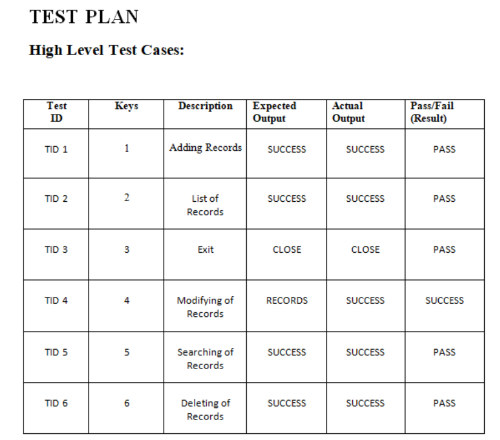 TEST PLAN
High Level Test Cases:
Test ID Keys Description Expected Output Actual Output Pass/Fail (Result)
TID 1 1 Adding Records SUCCESS SUCCESS PASS
TID 2 2 List of Records SUCCESS SUCCESS PASS
TID 3 3 Exit CLOSE CLOSE PASS
TID 4 4 Modifying of Records RECORDS SUCCESS SUCCESS
TID 5 5 Searching of Records SUCCESS SUCCESS PASS
TID 6 6 Deleting of Records SUCCESS SUCCESS PASS